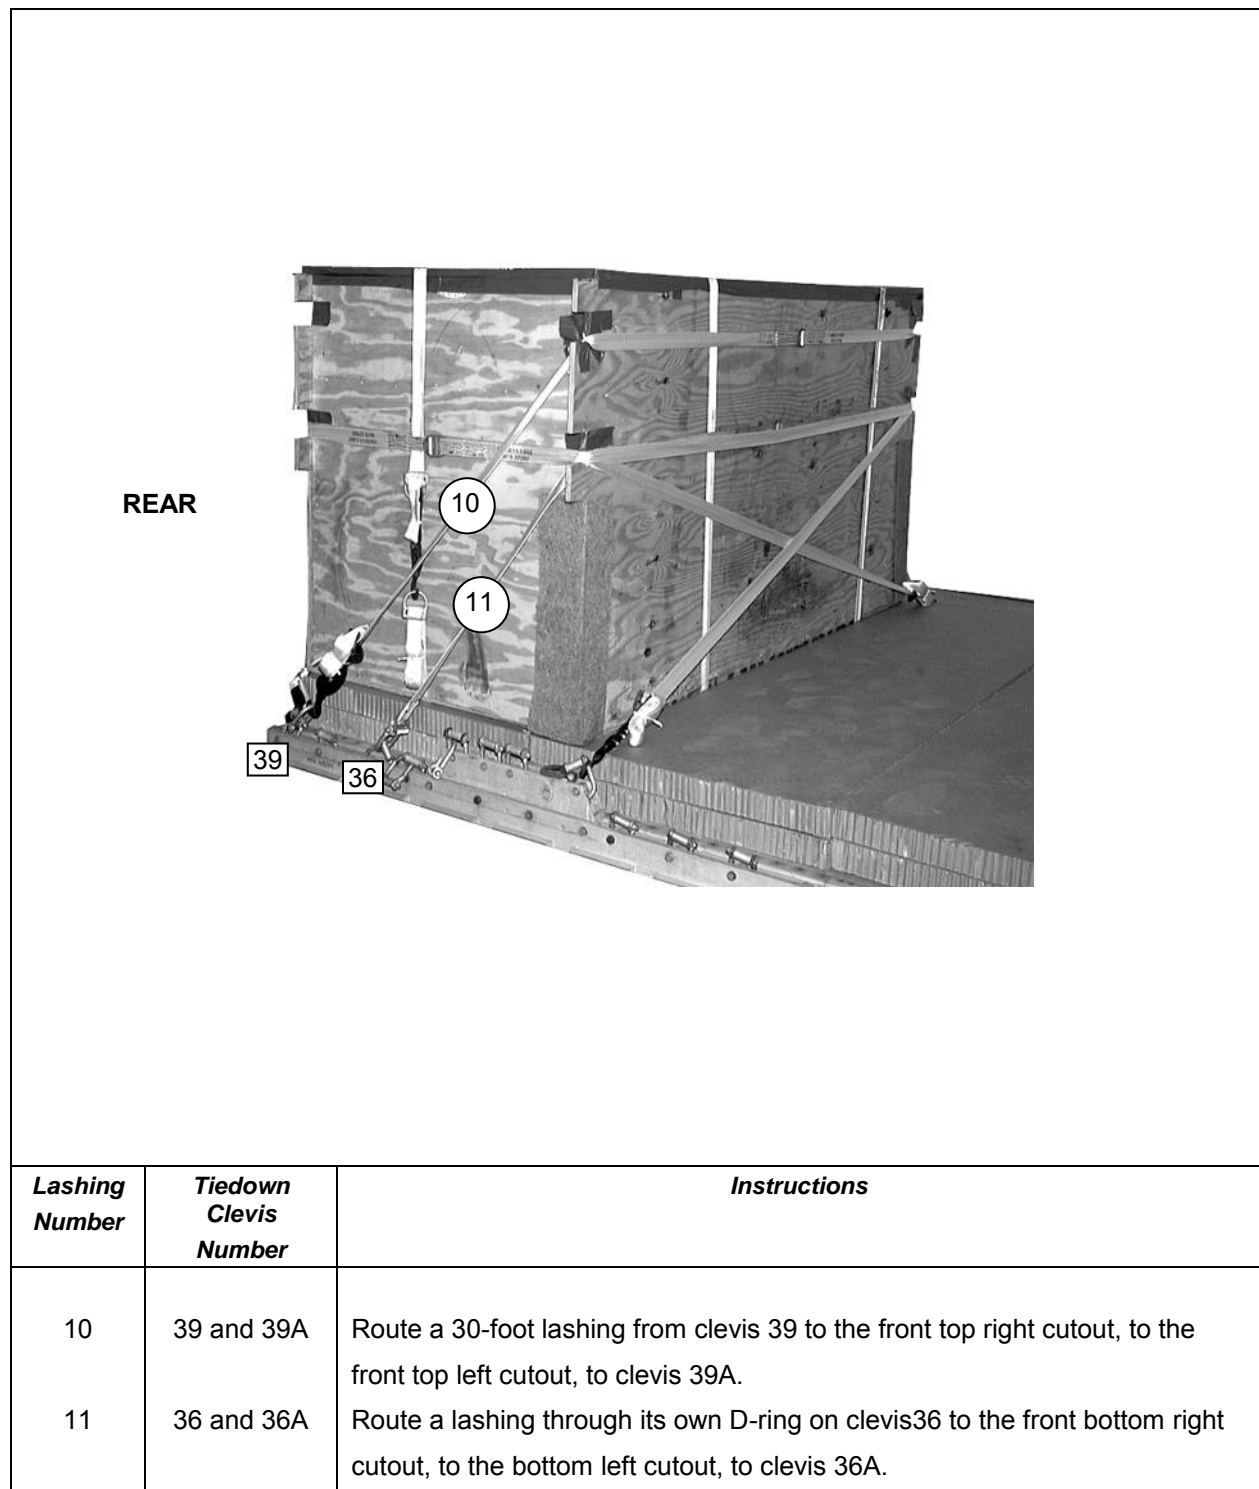 REAR
10
11
39
36
Lashing
Number
Tiedown
Clevis
Number
Instructions
10
39 and 39A
Route a 30-foot lashing from clevis 39 to the front top right cutout, to the
front top left cutout, to clevis 39A.
11
36 and 36A
Route a lashing through its own D-ring on clevis36 to the front bottom right
cutout, to the bottom left cutout, to clevis 36A.